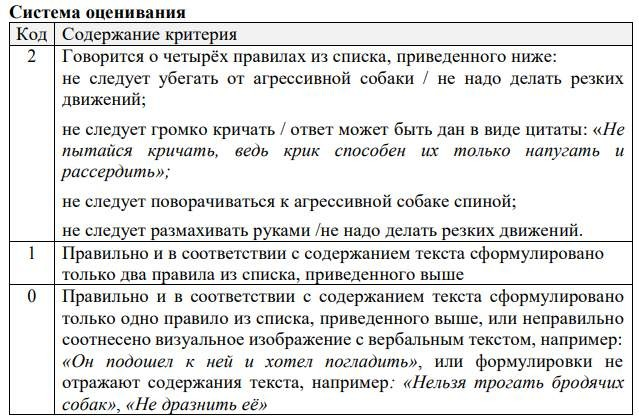 Система оценивания
Код Содержание критерия
2 Говорится о четырёх правилах из списка, приведенного ниже:
не следует убегать от агрессивной собаки / не надо делать резких
движений;
не следует громко кричать / ответ может быть дан в виде цитаты: «Не
пытайся кричать, ведь крик способен их только напугать и
рассердить»;
не следует поворачиваться к агрессивной собаке спиной;
не следует размахивать руками /не надо делать резких движений.
1 Правильно и в соответствии с содержанием текста сформулировано
только два правила из списка, приведенного выше
0 Правильно и в соответствии с содержанием текста сформулировано
только одно правило из списка, приведенного выше, или неправильно
соотнесено визуальное изображение с вербальным текстом, например:
«Он подошел к ней и хотел погладить», или формулировки не
отражают содержания текста, например: «Нельзя трогать бродячих
собак», «Не дразнить её»